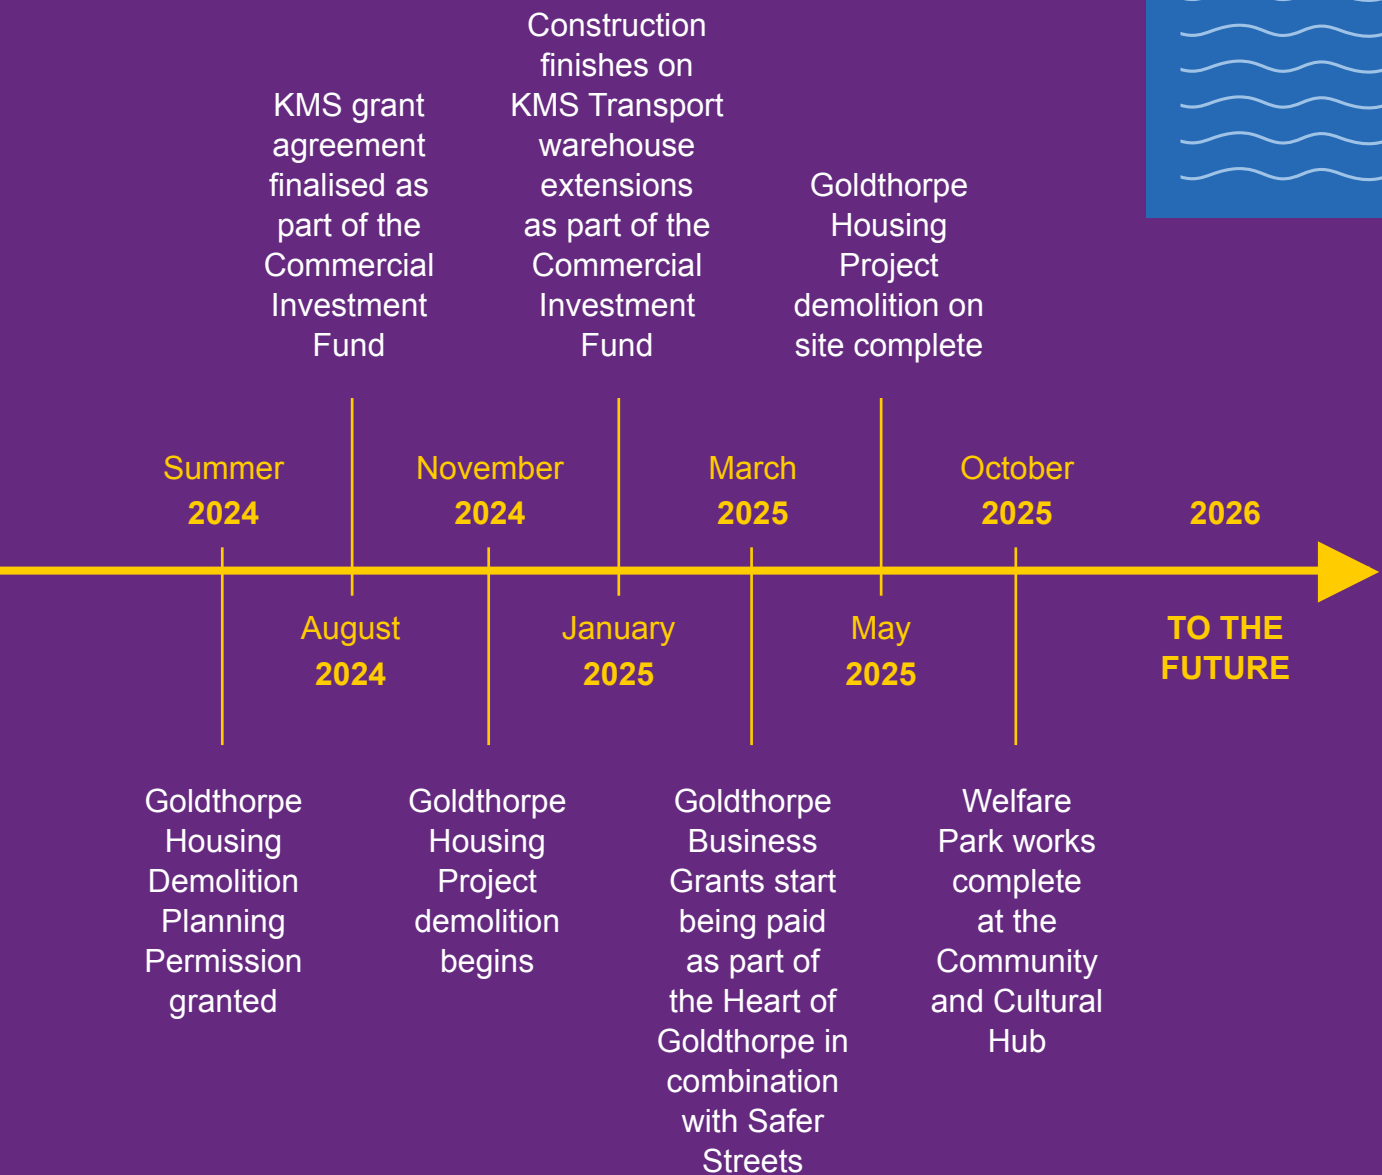 Construction
finishes on
KMS Transport
warehouse
extensions
as part of the
Commercial
Investment
Fund
KMS grant
agreement
finalised as
part of the
Commercial
Investment
Fund
Goldthorpe
Housing
Project
demolition on
site complete
Summer
2024
November
2024
March
2025
October
2025
2026
August
2024
January
2025
May
2025
TO THE
FUTURE
Goldthorpe
Housing
Demolition
Planning
Permission
granted
Goldthorpe
Housing
Project
demolition
begins
Goldthorpe
Business
Grants start
being paid
as part of
the Heart of
Goldthorpe in
combination
with Safer
Streets
Welfare
Park works
complete
at the
Community
and Cultural
Hub